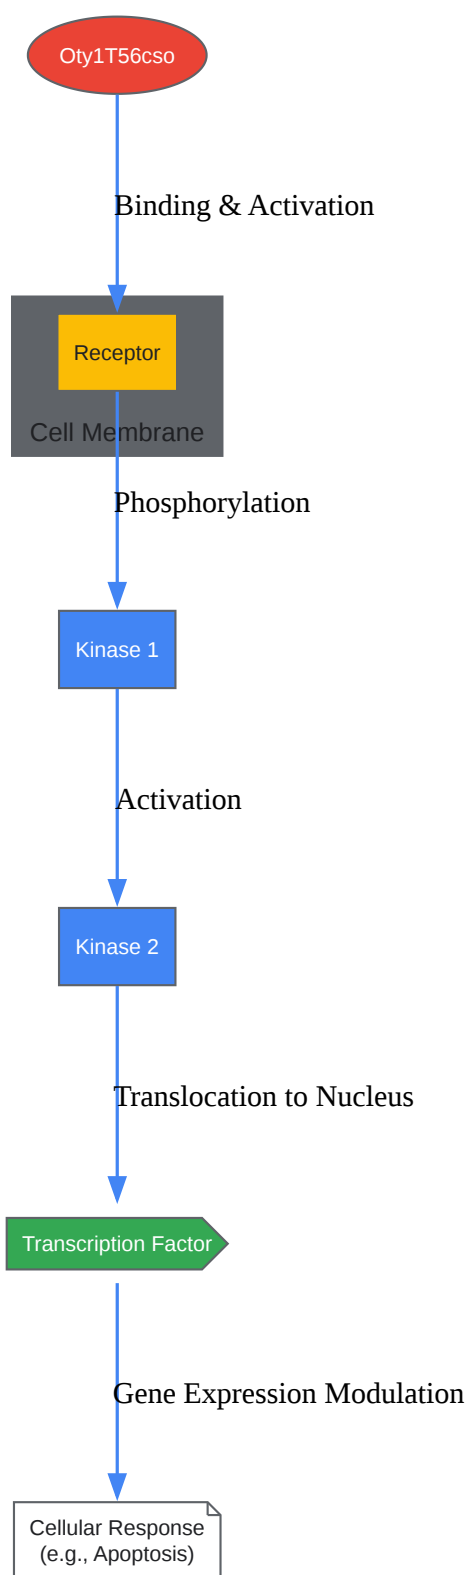 Oty1T56cso
Binding & Activation
Receptor
Cell Membrane
Phosphorylation
Kinase 1
Activation
Kinase 2
Translocation to Nucleus
Transcription Factor
Gene Expression Modulation
Cellular Response
(e.g., Apoptosis)